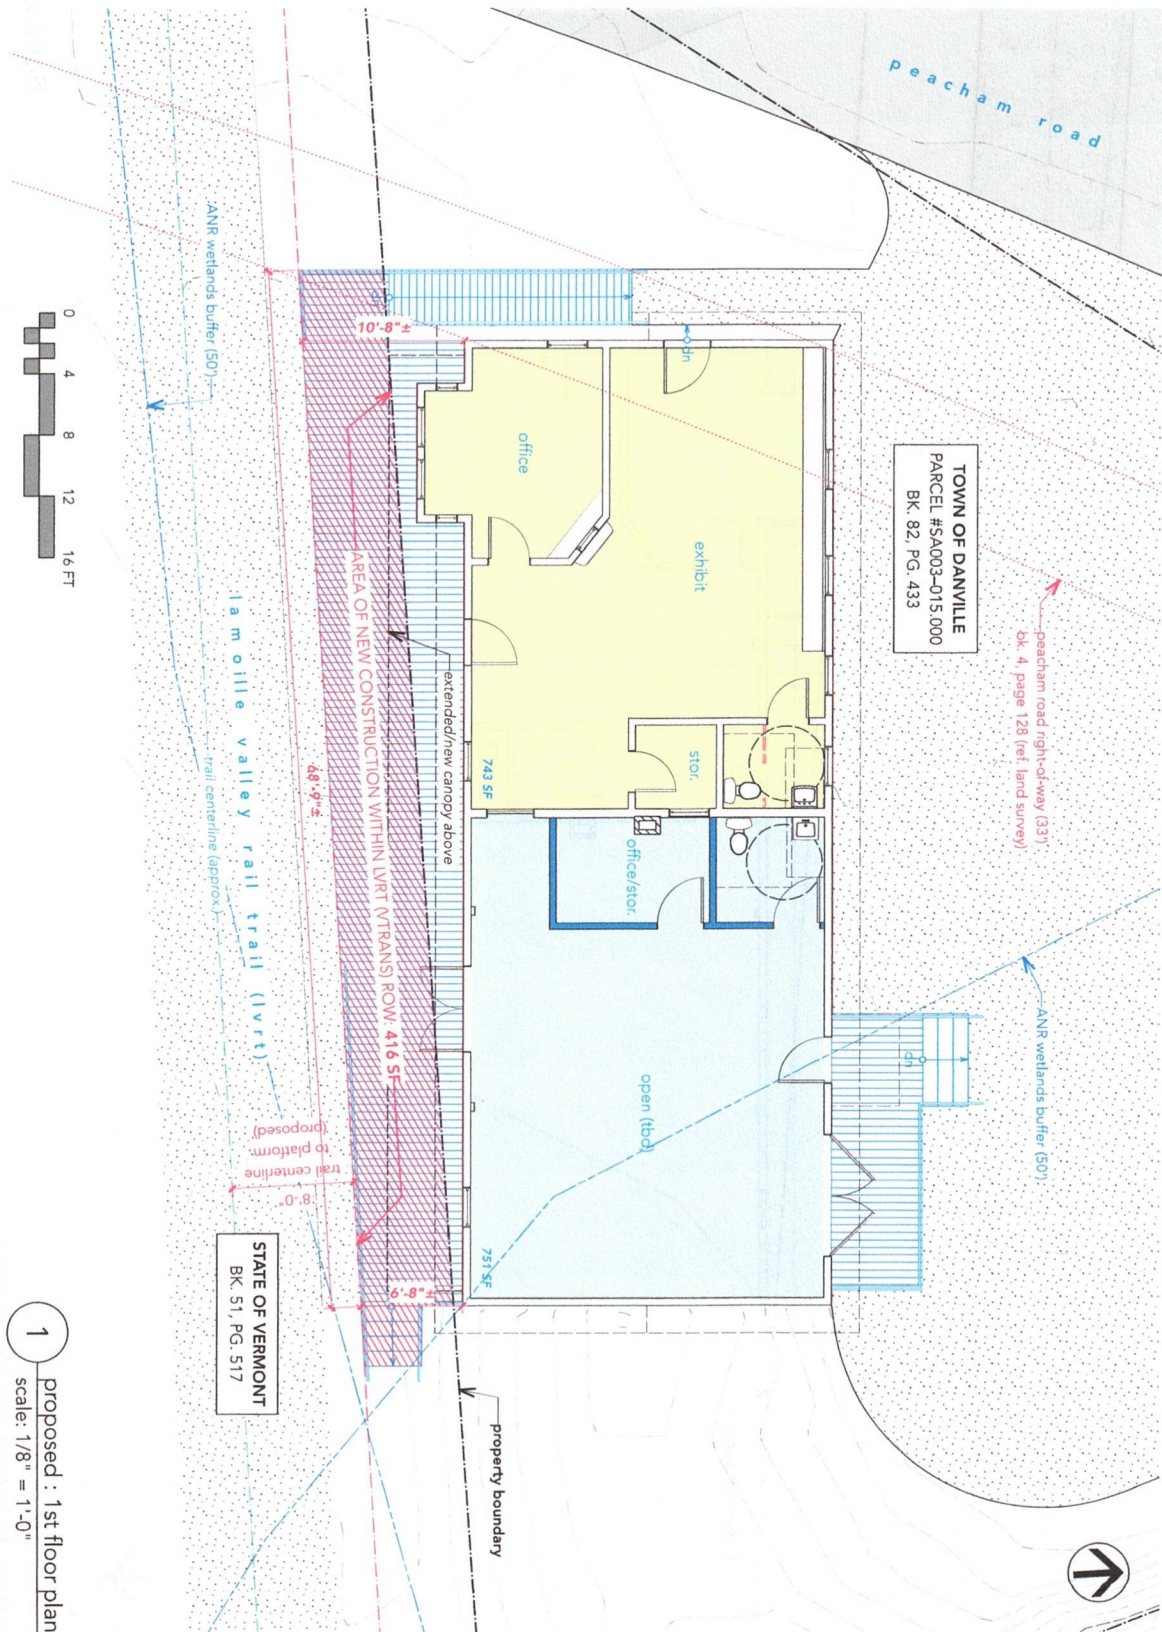 peacham road
TOWN OF DANVILLE
PARCEL #SA003–015.000
BK. 82, PG. 433
peacham road right-of-way (33')
bk. 4 page 128 (ref. land survey)
ANR wetlands buffer (50')
dn
exhibit
office
stor.
743 SF
office/stor.
open (tbd)
751 SF
dn
dn
10'-8"±
6'-8"±
extended/new canopy above
AREA OF NEW CONSTRUCTION WITHIN LVRT (VTRANS) ROW 416 SF
68'-9"±
property boundary
ANR wetlands buffer (50')
lamoille valley rail trail (lvrt)
trail centerline (approx.)
8'-0"
trail centerline
to platform
(proposed)
STATE OF VERMONT
BK. 51, PG. 517
0 4 8 12 16 FT
1
proposed : 1st floor plan
scale: 1/8" = 1'-0"